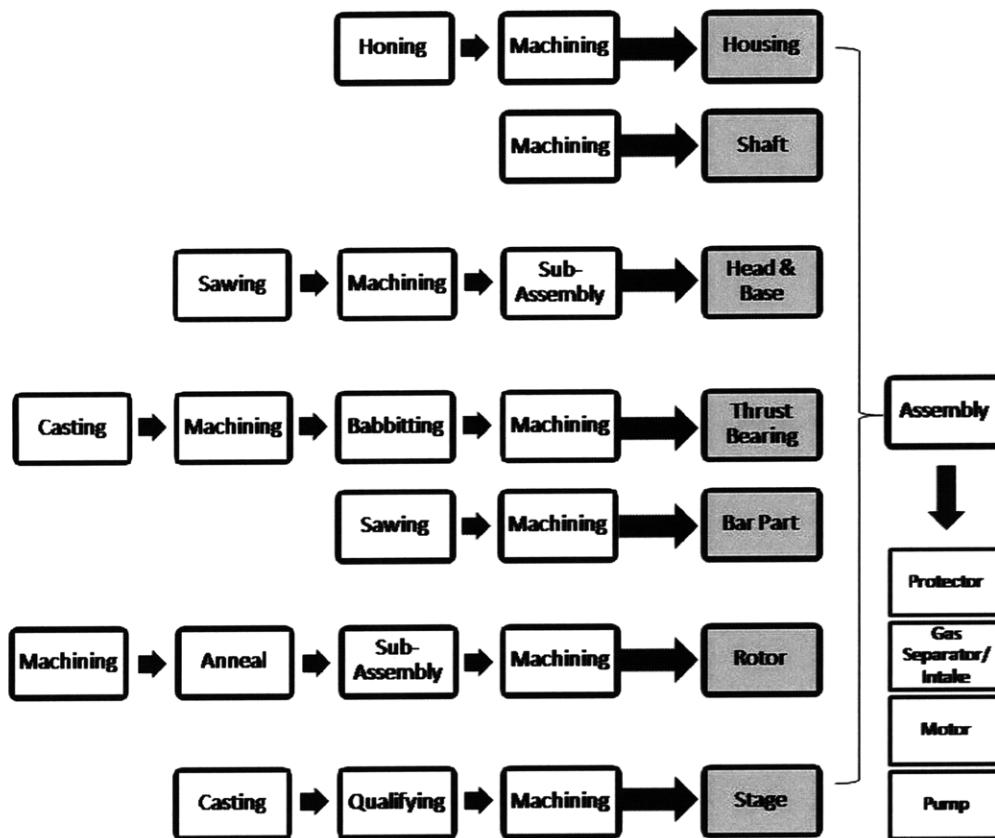 Honing
Machining
Housing
Machining
Shaft
Sawing
Machining
Sub-
Assembly
Head &
Base
Casting
Machining
Babbitting
Machining
Thrust
Bearing
Assembly
Sawing
Machining
Bar Part
Machining
Anneal
Sub-
Assembly
Machining
Rotor
Casting
Qualifying
Machining
Stage
Protector
Gas
Separator/
Intake
Motor
Pump